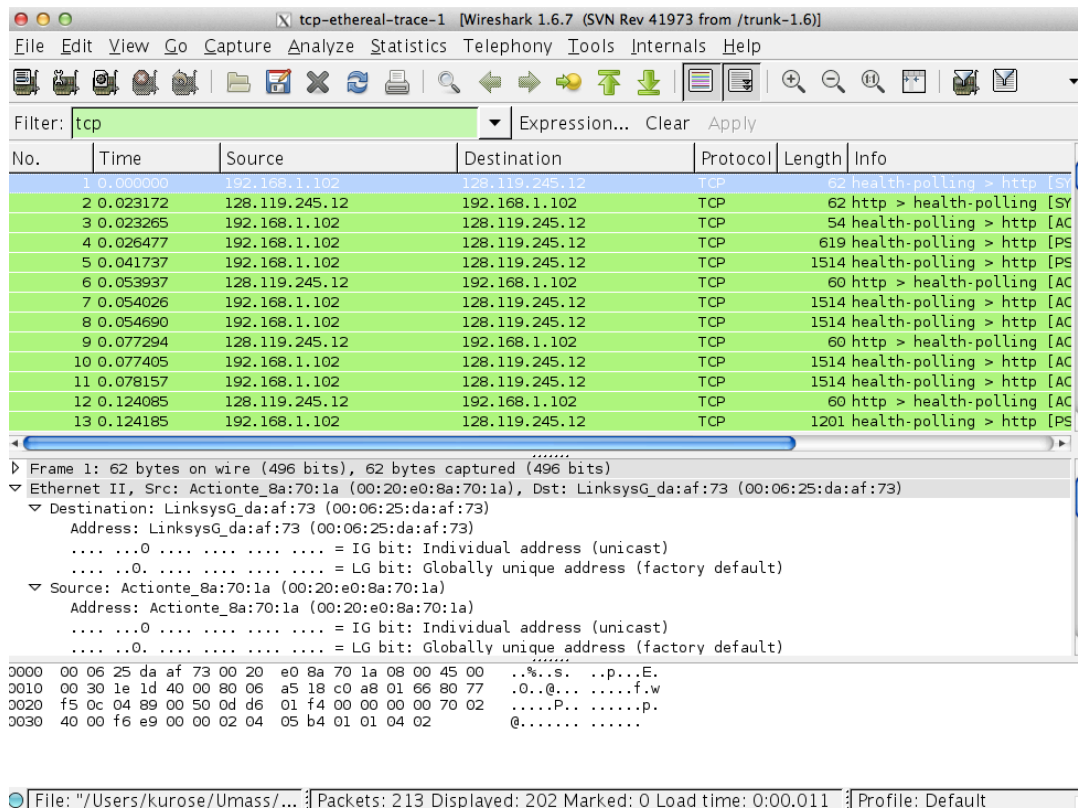 tcp-ethereal-trace-1 [Wireshark 1.6.7 (SVN Rev 41973 from /trunk-1.6)]
File Edit View Go Capture Analyze Statistics Telephony Tools Internals Help
Filter: tcp Expression... Clear Apply
No. Time Source Destination Protocol Length Info
1 0.000000 192.168.1.102 128.119.245.12 TCP 62 health-polling > http [SY
2 0.023172 128.119.245.12 192.168.1.102 TCP 62 http > health-polling [SY
3 0.023265 192.168.1.102 128.119.245.12 TCP 54 health-polling > http [AC
4 0.026477 192.168.1.102 128.119.245.12 TCP 619 health-polling > http [PS
5 0.041737 192.168.1.102 128.119.245.12 TCP 1514 health-polling > http [PS
6 0.053937 128.119.245.12 192.168.1.102 TCP 60 http > health-polling [AC
7 0.054026 192.168.1.102 128.119.245.12 TCP 1514 health-polling > http [AC
8 0.054690 192.168.1.102 128.119.245.12 TCP 1514 health-polling > http [AC
9 0.077294 128.119.245.12 192.168.1.102 TCP 60 http > health-polling [AC
10 0.077405 192.168.1.102 128.119.245.12 TCP 1514 health-polling > http [AC
11 0.078157 192.168.1.102 128.119.245.12 TCP 1514 health-polling > http [AC
12 0.124085 128.119.245.12 192.168.1.102 TCP 60 http > health-polling [AC
13 0.124185 192.168.1.102 128.119.245.12 TCP 1201 health-polling > http [PS
Frame 1: 62 bytes on wire (496 bits), 62 bytes captured (496 bits)
Ethernet II, Src: Actionte_8a:70:1a (00:20:e0:8a:70:1a), Dst: LinksysG_da:af:73 (00:06:25:da:af:73)
Destination: LinksysG_da:af:73 (00:06:25:da:af:73)
Address: LinksysG_da:af:73 (00:06:25:da:af:73)
.... ...0 .... .... .... .... = IG bit: Individual address (unicast)
.... ..0. .... .... .... .... = LG bit: Globally unique address (factory default)
Source: Actionte_8a:70:1a (00:20:e0:8a:70:1a)
Address: Actionte_8a:70:1a (00:20:e0:8a:70:1a)
.... ...0 .... .... .... .... = IG bit: Individual address (unicast)
.... ..0. .... .... .... .... = LG bit: Globally unique address (factory default)
0000 00 06 25 da af 73 00 20 e0 8a 70 1a 08 00 45 00 ..%..s. ..p...E.
0010 00 30 1e 1d 40 00 80 06 a5 18 c0 a8 01 66 80 77 .0..@... .....f.w
0020 f5 0c 04 89 00 50 0d d6 01 f4 00 00 00 00 70 02 .....P.. ......p.
0030 40 00 f6 e9 00 00 02 04 05 b4 01 01 04 02 @....... ......
File: "/Users/kurose/Umass/... Packets: 213 Displayed: 202 Marked: 0 Load time: 0:00.011 Profile: Default